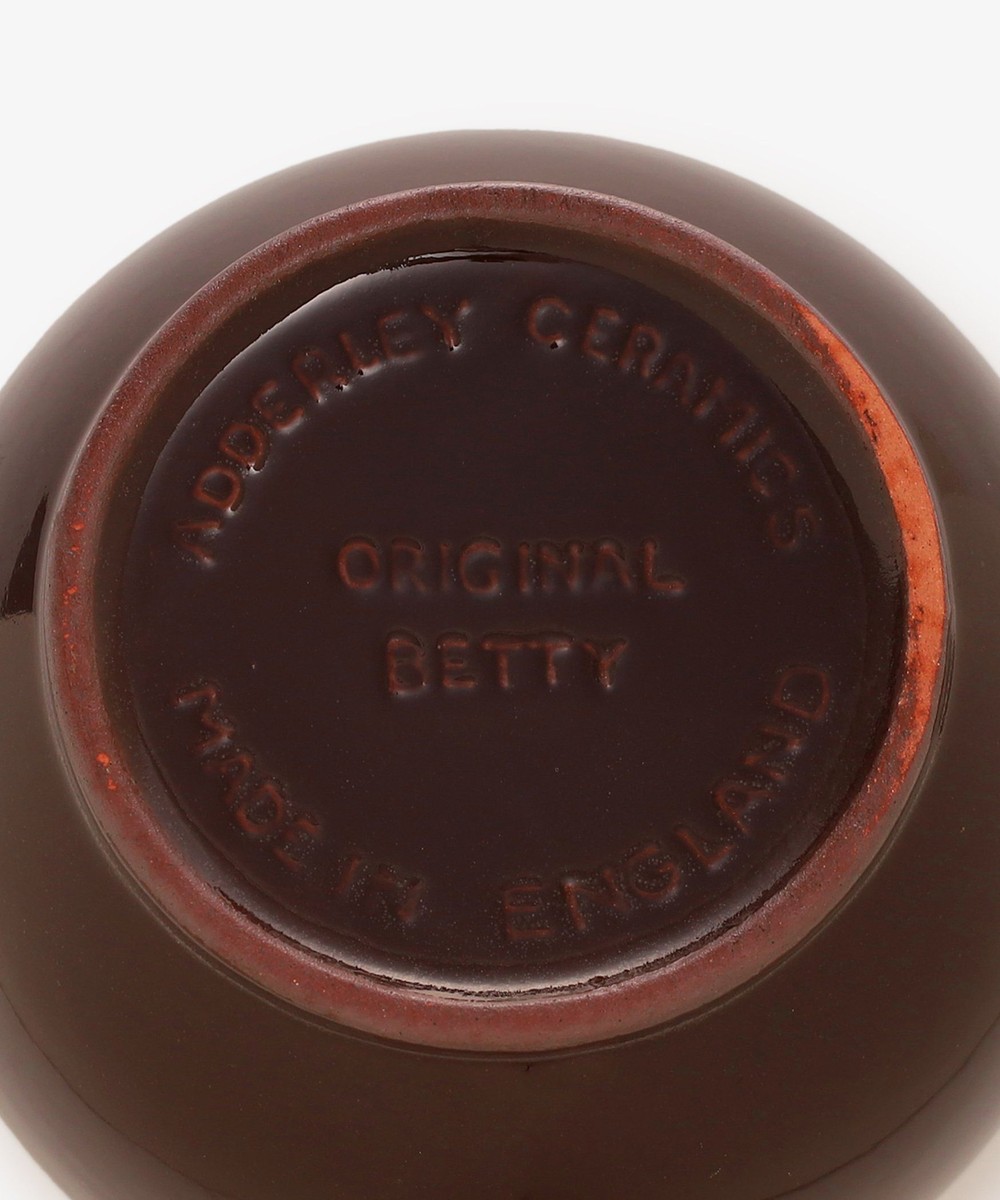 ADDERLEY CERAMICS
ORIGINAL
BETTY
MADE IN ENGLAND